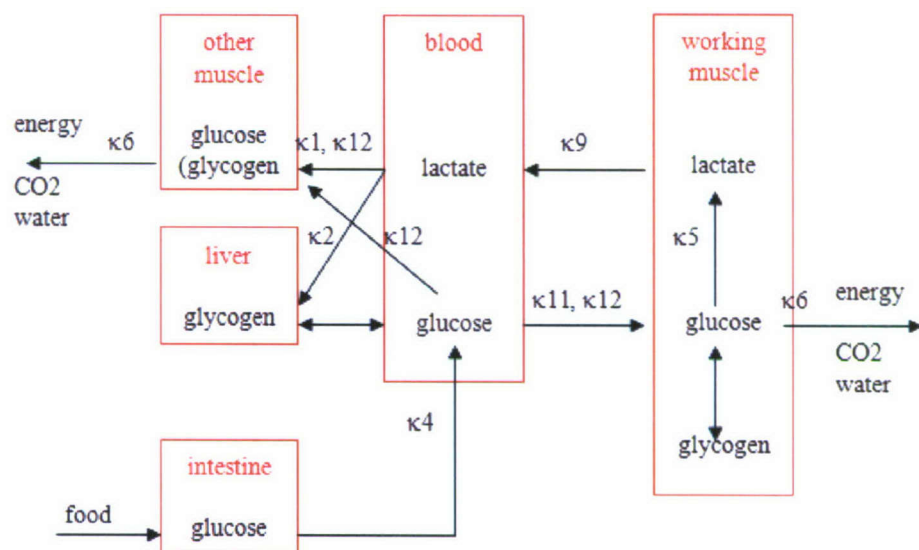 other
muscle
blood
working
muscle
energy
κ6
glucose
(glycogen
κ1, κ12
lactate
κ9
lactate
CO2
water
κ2
κ12
κ5
liver
glycogen
glucose
κ11, κ12
glucose
κ6
energy
CO2
water
glycogen
κ4
intestine
food
glucose